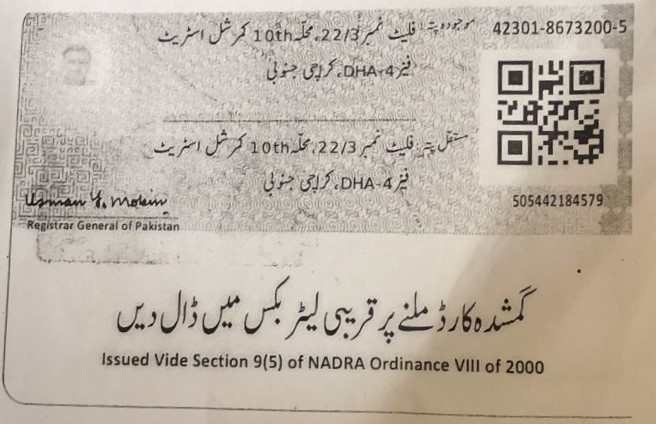 42301-8673200-5
موجودہ پتہ: فلیٹ نمبر 22/3، محلہ 10th کمرشل اسٹریٹ
فیز DHA-4، کراچی جنوبی
مستقل پتہ: فلیٹ نمبر 22/3، محلہ 10th کمرشل اسٹریٹ
فیز DHA-4، کراچی جنوبی
505442184579
Usman Y. Mobin
Registrar General of Pakistan
گمشدہ کارڈ ملنے پر قریبی لیٹر بکس میں ڈال دیں
Issued Vide Section 9(5) of NADRA Ordinance VIII of 2000